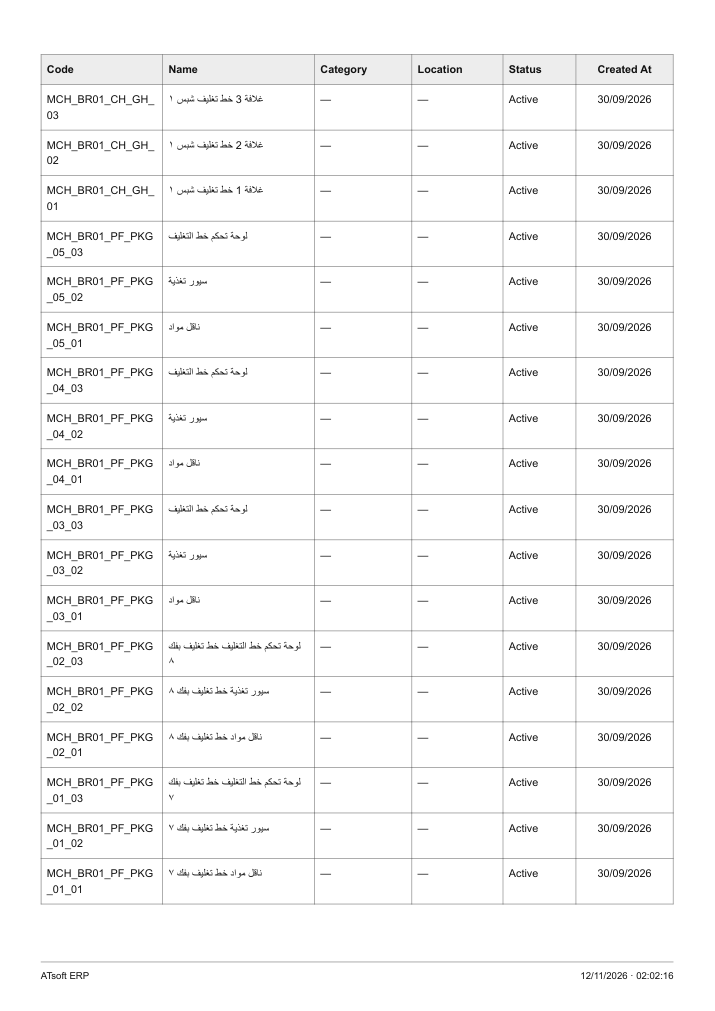 Code Name Category Location Status Created At
MCH_BR01_CH_GH_ غلافة 3 خط تغليف شبس ١ — — Active 30/09/2026
03
MCH_BR01_CH_GH_ غلافة 2 خط تغليف شبس ١ — — Active 30/09/2026
02
MCH_BR01_CH_GH_ غلافة 1 خط تغليف شبس ١ — — Active 30/09/2026
01
MCH_BR01_PF_PKG لوحة تحكم خط التغليف — — Active 30/09/2026
_05_03
MCH_BR01_PF_PKG سيور تغذية — — Active 30/09/2026
_05_02
MCH_BR01_PF_PKG ناقل مواد — — Active 30/09/2026
_05_01
MCH_BR01_PF_PKG لوحة تحكم خط التغليف — — Active 30/09/2026
_04_03
MCH_BR01_PF_PKG سيور تغذية — — Active 30/09/2026
_04_02
MCH_BR01_PF_PKG ناقل مواد — — Active 30/09/2026
_04_01
MCH_BR01_PF_PKG لوحة تحكم خط التغليف — — Active 30/09/2026
_03_03
MCH_BR01_PF_PKG سيور تغذية — — Active 30/09/2026
_03_02
MCH_BR01_PF_PKG ناقل مواد — — Active 30/09/2026
_03_01
MCH_BR01_PF_PKG لوحة تحكم خط التغليف خط تغليف بفك — — Active 30/09/2026
_02_03 ٨
MCH_BR01_PF_PKG سيور تغذية خط تغليف بفك ٨ — — Active 30/09/2026
_02_02
MCH_BR01_PF_PKG ناقل مواد خط تغليف بفك ٨ — — Active 30/09/2026
_02_01
MCH_BR01_PF_PKG لوحة تحكم خط التغليف خط تغليف بفك — — Active 30/09/2026
_01_03 ٧
MCH_BR01_PF_PKG سيور تغذية خط تغليف بفك ٧ — — Active 30/09/2026
_01_02
MCH_BR01_PF_PKG ناقل مواد خط تغليف بفك ٧ — — Active 30/09/2026
_01_01
ATsoft ERP 12/11/2026 · 02:02:16